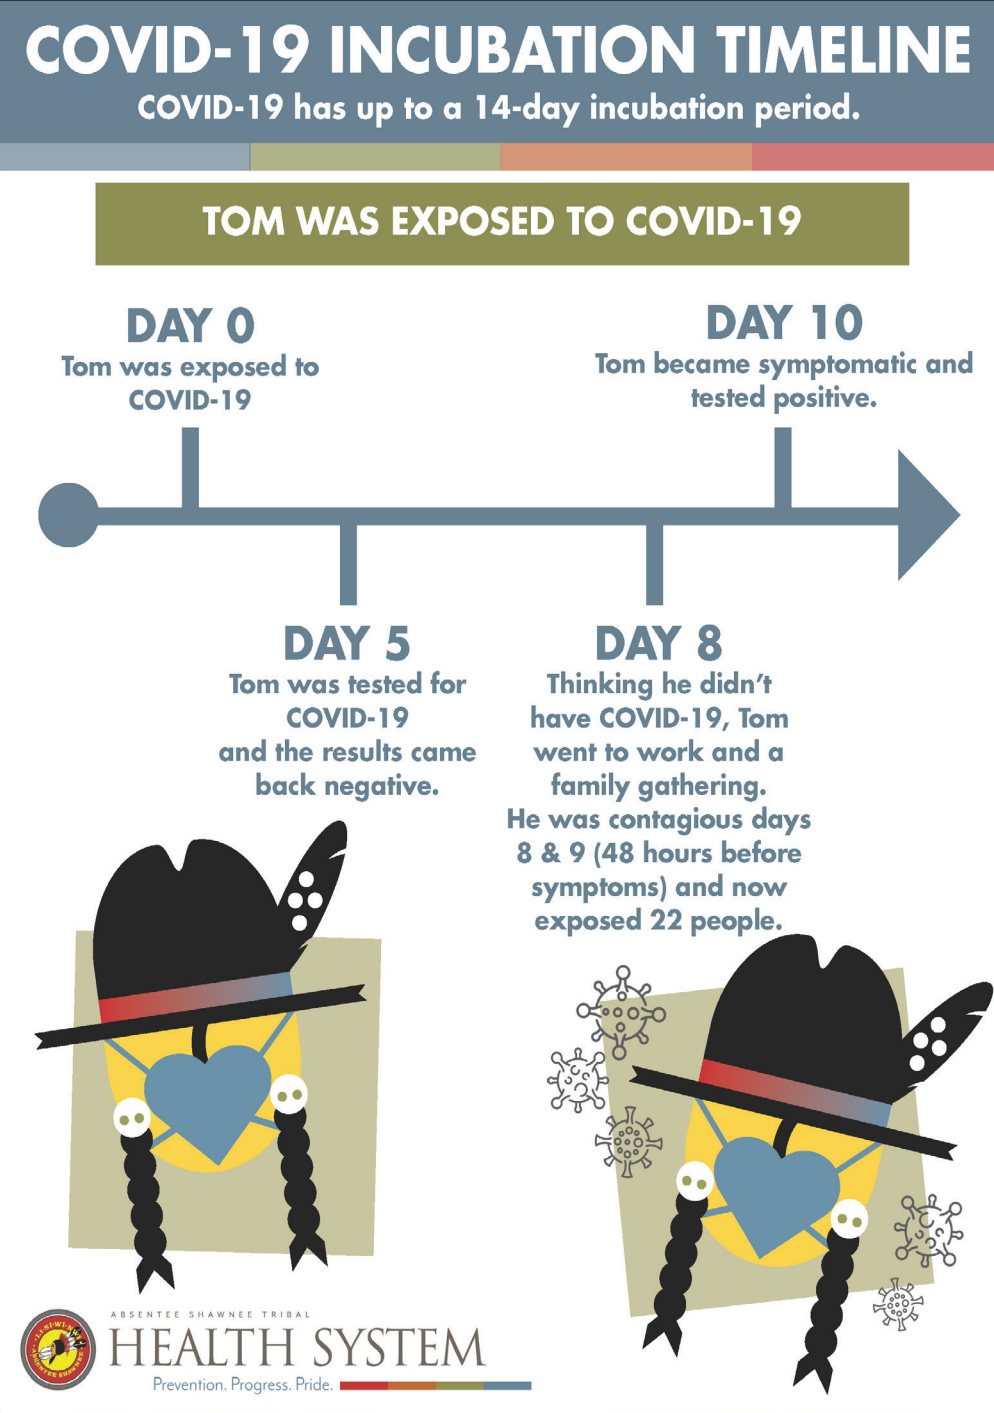 COVID-19 INCUBATION TIMELINE
COVID-19 has up to a 14-day incubation period.
TOM WAS EXPOSED TO COVID-19
DAY 0
Tom was exposed to
COVID-19
DAY 10
Tom became symptomatic and
tested positive.
DAY 5
Tom was tested for
COVID-19
and the results came
back negative.
DAY 8
Thinking he didn't
have COVID-19, Tom
went to work and a
family gathering.
He was contagious days
8 & 9 (48 hours before
symptoms) and now
exposed 22 people.
ABSENTEE SHAWNEE TRIBAL
HEALTH SYSTEM
Prevention. Progress. Pride.
ABSENTEE SHAWNEE